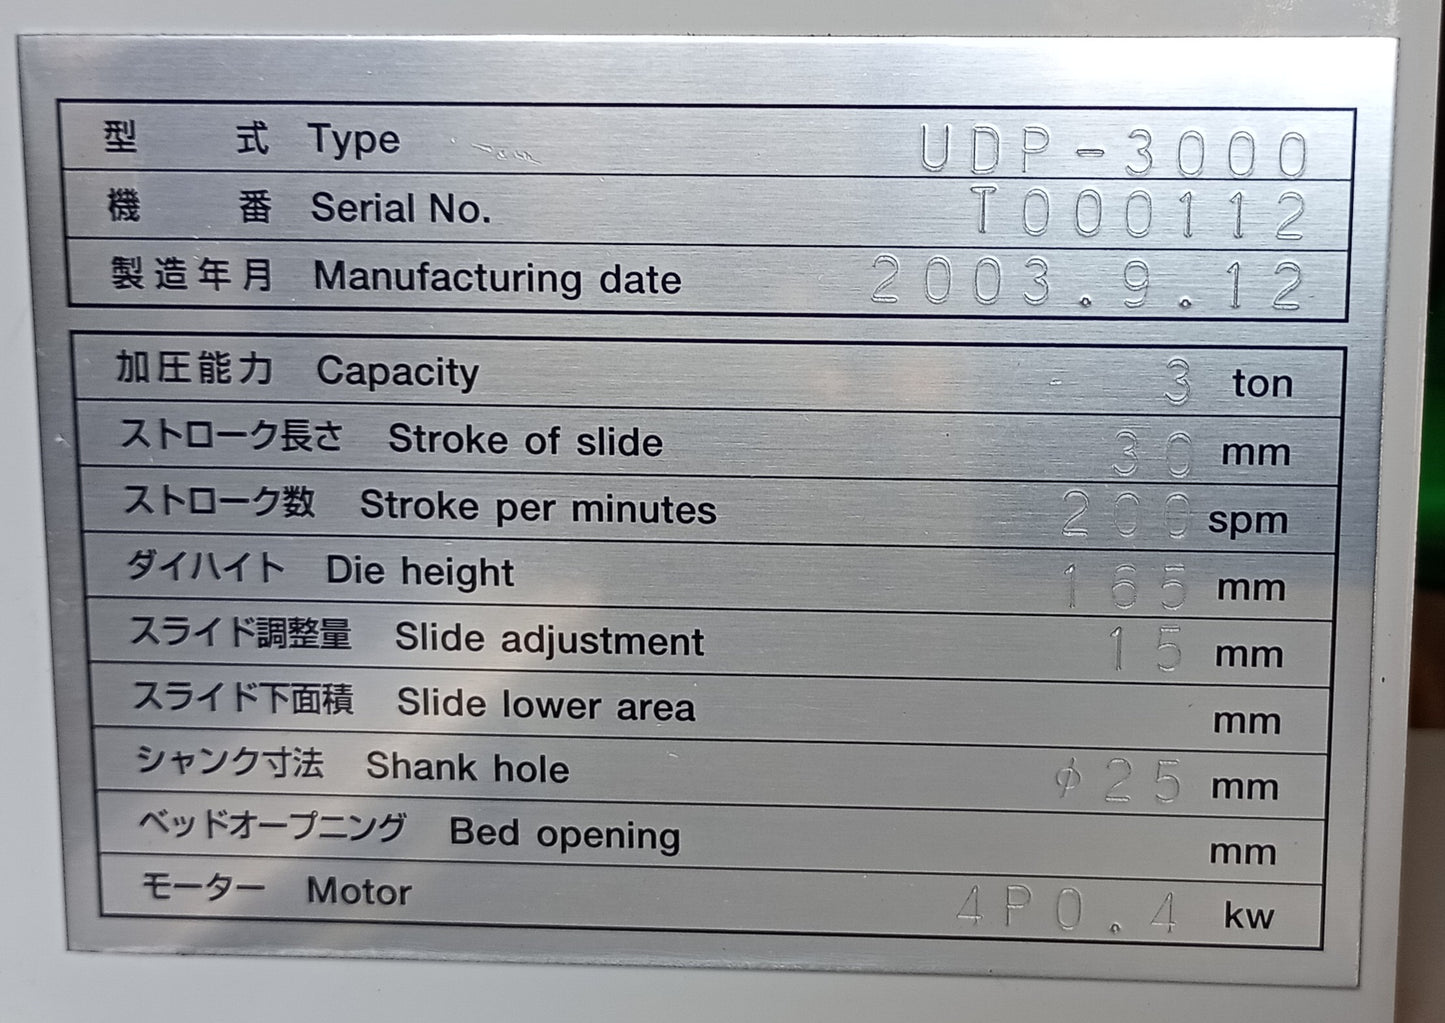 型式 Type UDP-3000
機番 Serial No. T000112
製造年月 Manufacturing date 2003.9.12
加圧能力 Capacity 3 ton
ストローク長さ Stroke of slide 30 mm
ストローク数 Stroke per minutes 200 spm
ダイハイト Die height 165 mm
スライド調整量 Slide adjustment 15 mm
スライド下面積 Slide lower area mm
シャンク寸法 Shank hole φ25 mm
ベッドオープニング Bed opening mm
モーター Motor 4P0.4 kw